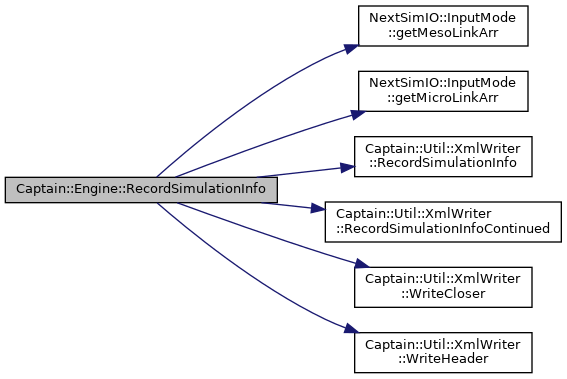 NextSimIO::InputMode
::getMesoLinkArr
NextSimIO::InputMode
::getMicroLinkArr
Captain::Util::XmlWriter
::RecordSimulationInfo
Captain::Engine::RecordSimulationInfo
Captain::Util::XmlWriter
::RecordSimulationInfoContinued
Captain::Util::XmlWriter
::WriteCloser
Captain::Util::XmlWriter
::WriteHeader